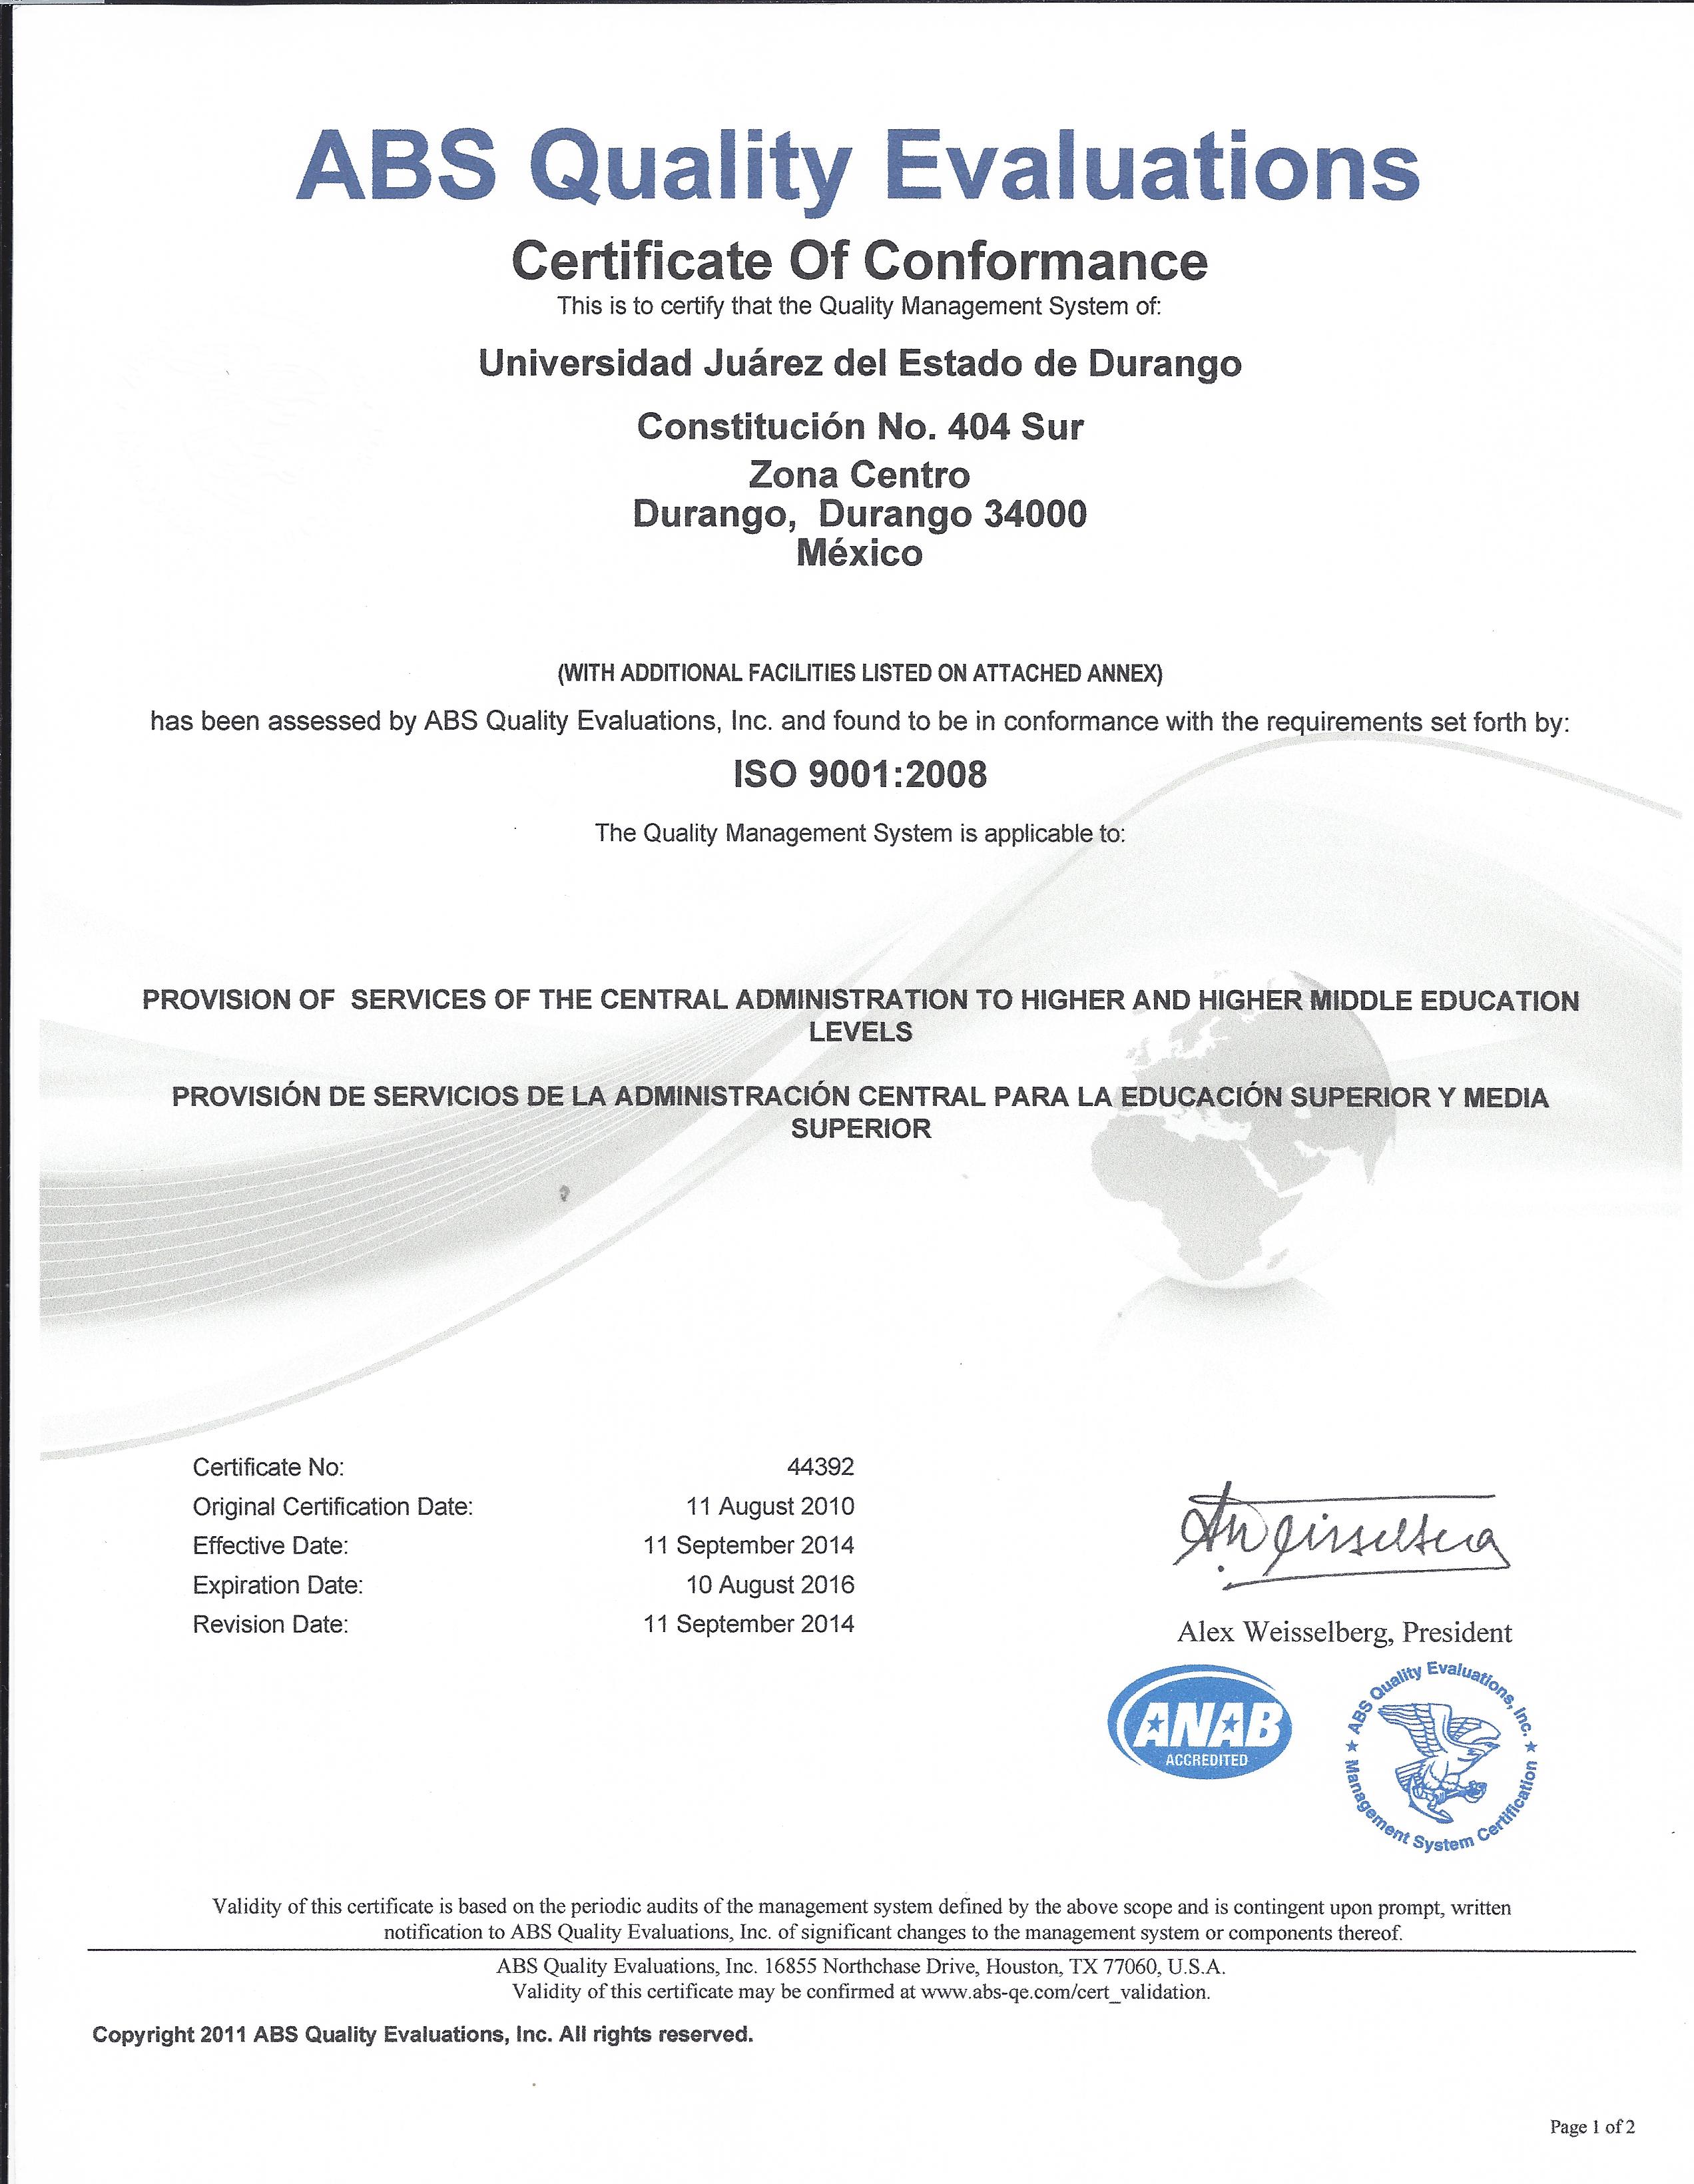 ABS Quality Evaluations
Certificate Of Conformance
This is to certify that the Quality Management System of:
Universidad Juárez del Estado de Durango
Constitución No. 404 Sur
Zona Centro
Durango,  Durango 34000
México
(WITH ADDITIONAL FACILITIES LISTED ON ATTACHED ANNEX)
has been assessed by ABS Quality Evaluations, Inc. and found to be in conformance with the requirements set forth by:
ISO 9001:2008
The Quality Management System is applicable to:
PROVISION OF  SERVICES OF THE CENTRAL ADMINISTRATION TO HIGHER AND HIGHER MIDDLE EDUCATION
LEVELS
PROVISIÓN DE SERVICIOS DE LA ADMINISTRACIÓN CENTRAL PARA LA EDUCACIÓN SUPERIOR Y MEDIA
SUPERIOR
Certificate No: 44392
Original Certification Date: 11 August 2010
Effective Date: 11 September 2014
Expiration Date: 10 August 2016
Revision Date: 11 September 2014
AWeisselberg
Alex Weisselberg, President
ANAB
ACCREDITED
ABS Quality Evaluations, Inc.
Management System Certification
Validity of this certificate is based on the periodic audits of the management system defined by the above scope and is contingent upon prompt, written
notification to ABS Quality Evaluations, Inc. of significant changes to the management system or components thereof.
ABS Quality Evaluations, Inc. 16855 Northchase Drive, Houston, TX 77060, U.S.A.
Validity of this certificate may be confirmed at www.abs-qe.com/cert_validation.
Copyright 2011 ABS Quality Evaluations, Inc. All rights reserved.
Page 1 of 2